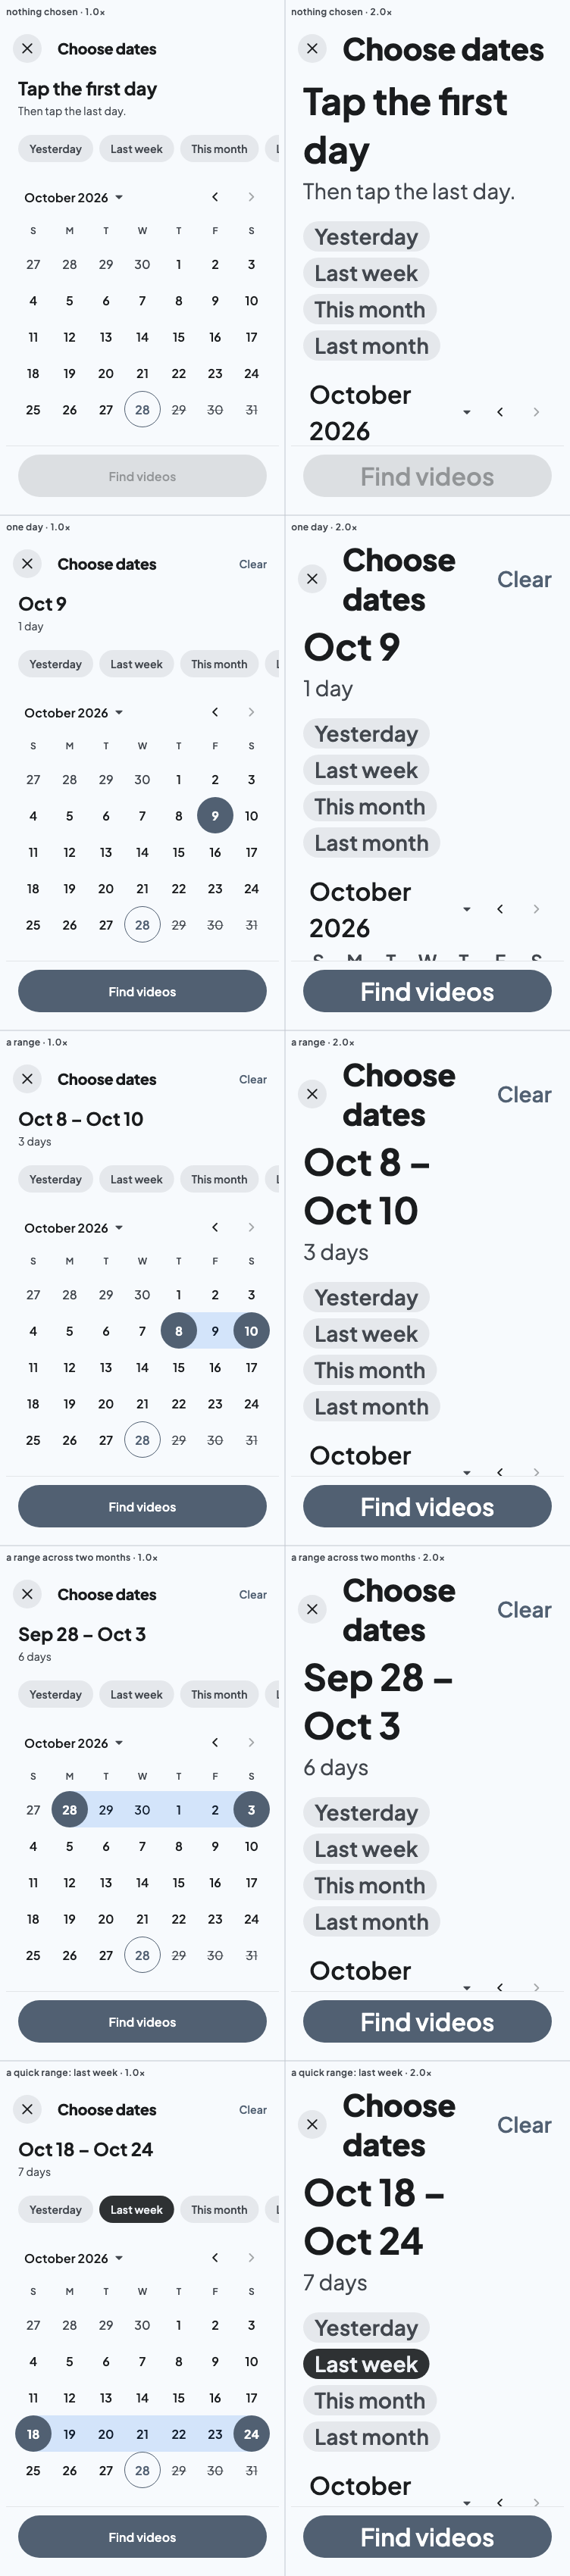 nothing chosen · 1.0×
Choose dates
Tap the first day
Then tap the last day.
Yesterday Last week This month L
October 2026
S M T W T F S
27 28 29 30 1 2 3
4 5 6 7 8 9 10
11 12 13 14 15 16 17
18 19 20 21 22 23 24
25 26 27 28 29 30 31
Find videos
nothing chosen · 2.0×
Choose dates
Tap the first
day
Then tap the last day.
Yesterday
Last week
This month
Last month
October
2026
Find videos
one day · 1.0×
Choose dates Clear
Oct 9
1 day
Yesterday Last week This month L
October 2026
S M T W T F S
27 28 29 30 1 2 3
4 5 6 7 8 9 10
11 12 13 14 15 16 17
18 19 20 21 22 23 24
25 26 27 28 29 30 31
Find videos
one day · 2.0×
Choose
dates
Clear
Oct 9
1 day
Yesterday
Last week
This month
Last month
October
2026
S M T W T F S
Find videos
a range · 1.0×
Choose dates Clear
Oct 8 – Oct 10
3 days
Yesterday Last week This month L
October 2026
S M T W T F S
27 28 29 30 1 2 3
4 5 6 7 8 9 10
11 12 13 14 15 16 17
18 19 20 21 22 23 24
25 26 27 28 29 30 31
Find videos
a range · 2.0×
Choose
dates
Clear
Oct 8 –
Oct 10
3 days
Yesterday
Last week
This month
Last month
October
Find videos
a range across two months · 1.0×
Choose dates Clear
Sep 28 – Oct 3
6 days
Yesterday Last week This month L
October 2026
S M T W T F S
27 28 29 30 1 2 3
4 5 6 7 8 9 10
11 12 13 14 15 16 17
18 19 20 21 22 23 24
25 26 27 28 29 30 31
Find videos
a range across two months · 2.0×
Choose
dates
Clear
Sep 28 –
Oct 3
6 days
Yesterday
Last week
This month
Last month
October
Find videos
a quick range: last week · 1.0×
Choose dates Clear
Oct 18 – Oct 24
7 days
Yesterday Last week This month L
October 2026
S M T W T F S
27 28 29 30 1 2 3
4 5 6 7 8 9 10
11 12 13 14 15 16 17
18 19 20 21 22 23 24
25 26 27 28 29 30 31
Find videos
a quick range: last week · 2.0×
Choose
dates
Clear
Oct 18 –
Oct 24
7 days
Yesterday
Last week
This month
Last month
October
Find videos